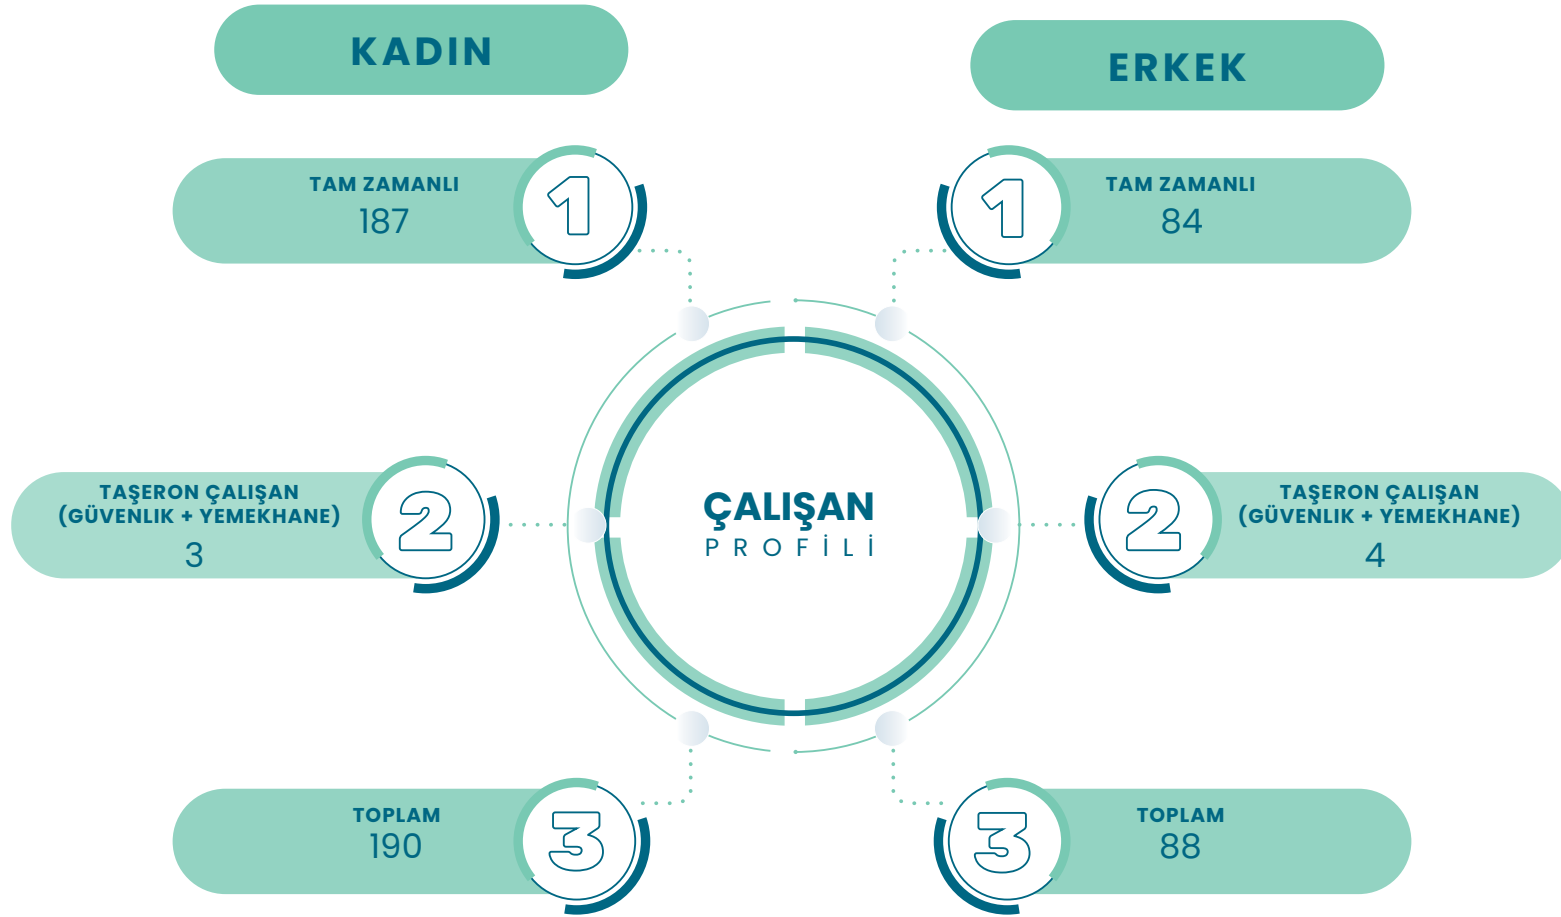 KADIN
TAM ZAMANLI
187
1
TAŞERON ÇALIŞAN
(GÜVENLIK + YEMEKHANE)
3
2
TOPLAM
190
3
ÇALIŞAN
PROFİLİ
ERKEK
1
TAM ZAMANLI
84
2
TAŞERON ÇALIŞAN
(GÜVENLIK + YEMEKHANE)
4
3
TOPLAM
88